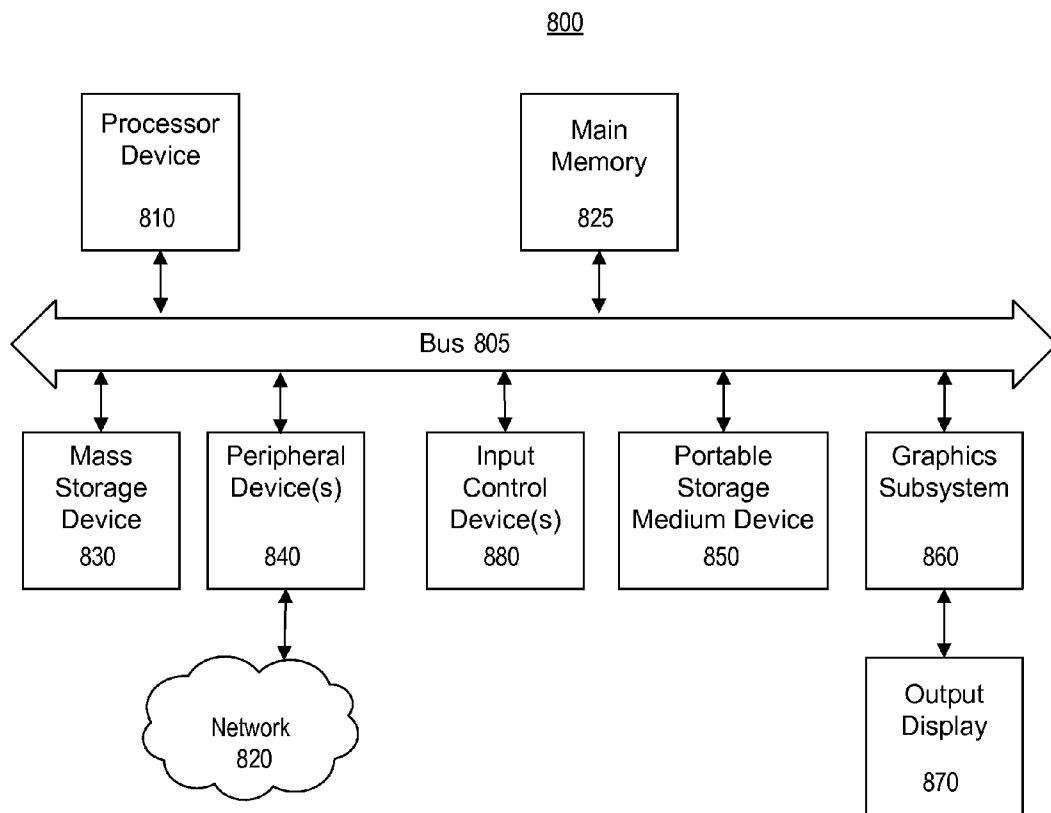 800
Processor
Device
810
Main
Memory
825
Bus 805
Mass
Storage
Device
830
Peripheral
Device(s)
840
Input
Control
Device(s)
880
Portable
Storage
Medium Device
850
Graphics
Subsystem
860
Network
820
Output
Display
870